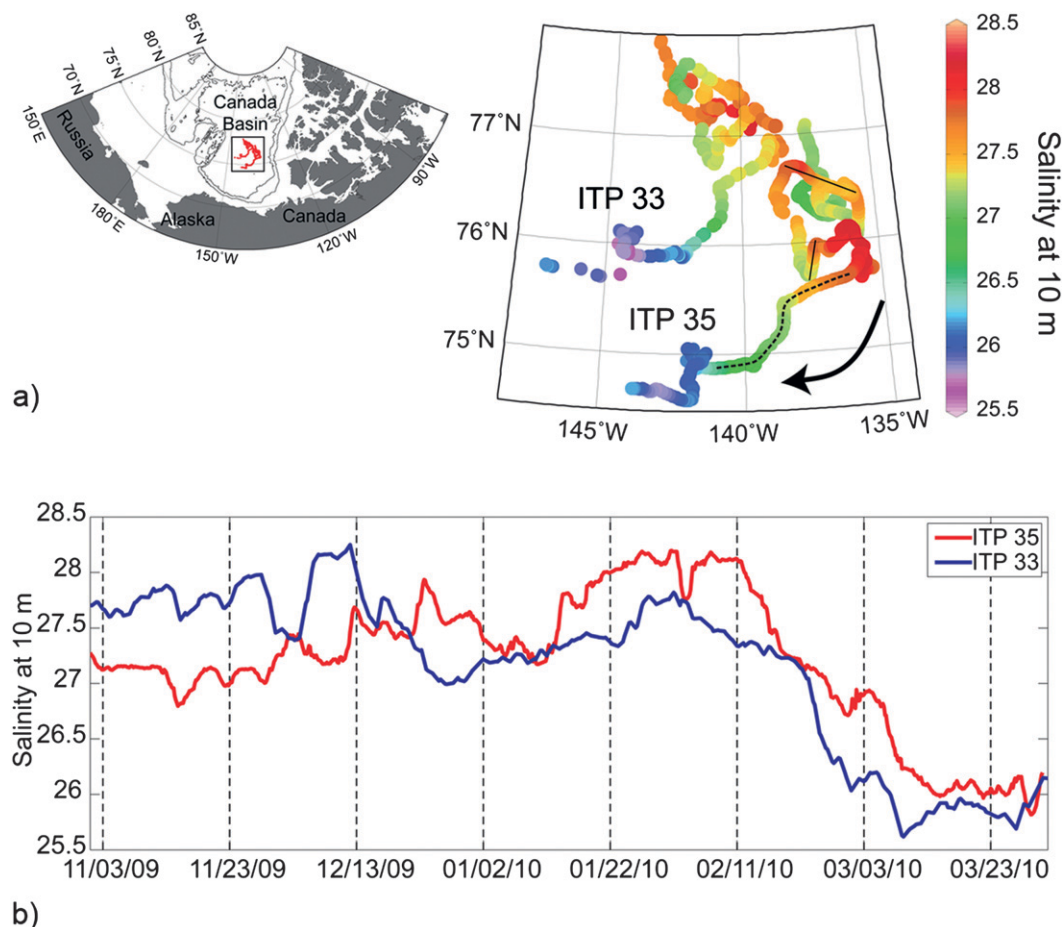 85˚N
80˚N
75˚N
70˚N
150˚E
Russia
180˚E
Alaska
150˚W
Canada
120˚W
90˚W
Canada
Basin
a)
77˚N
76˚N
75˚N
ITP 33
ITP 35
145˚W
140˚W
135˚W
28.5
28
27.5
27
26.5
26
25.5
Salinity at 10 m
28.5
28
27.5
27
26.5
26
25.5
Salinity at 10 m
ITP 35
ITP 33
11/03/09 11/23/09 12/13/09 01/02/10 01/22/10 02/11/10 03/03/10 03/23/10
b)